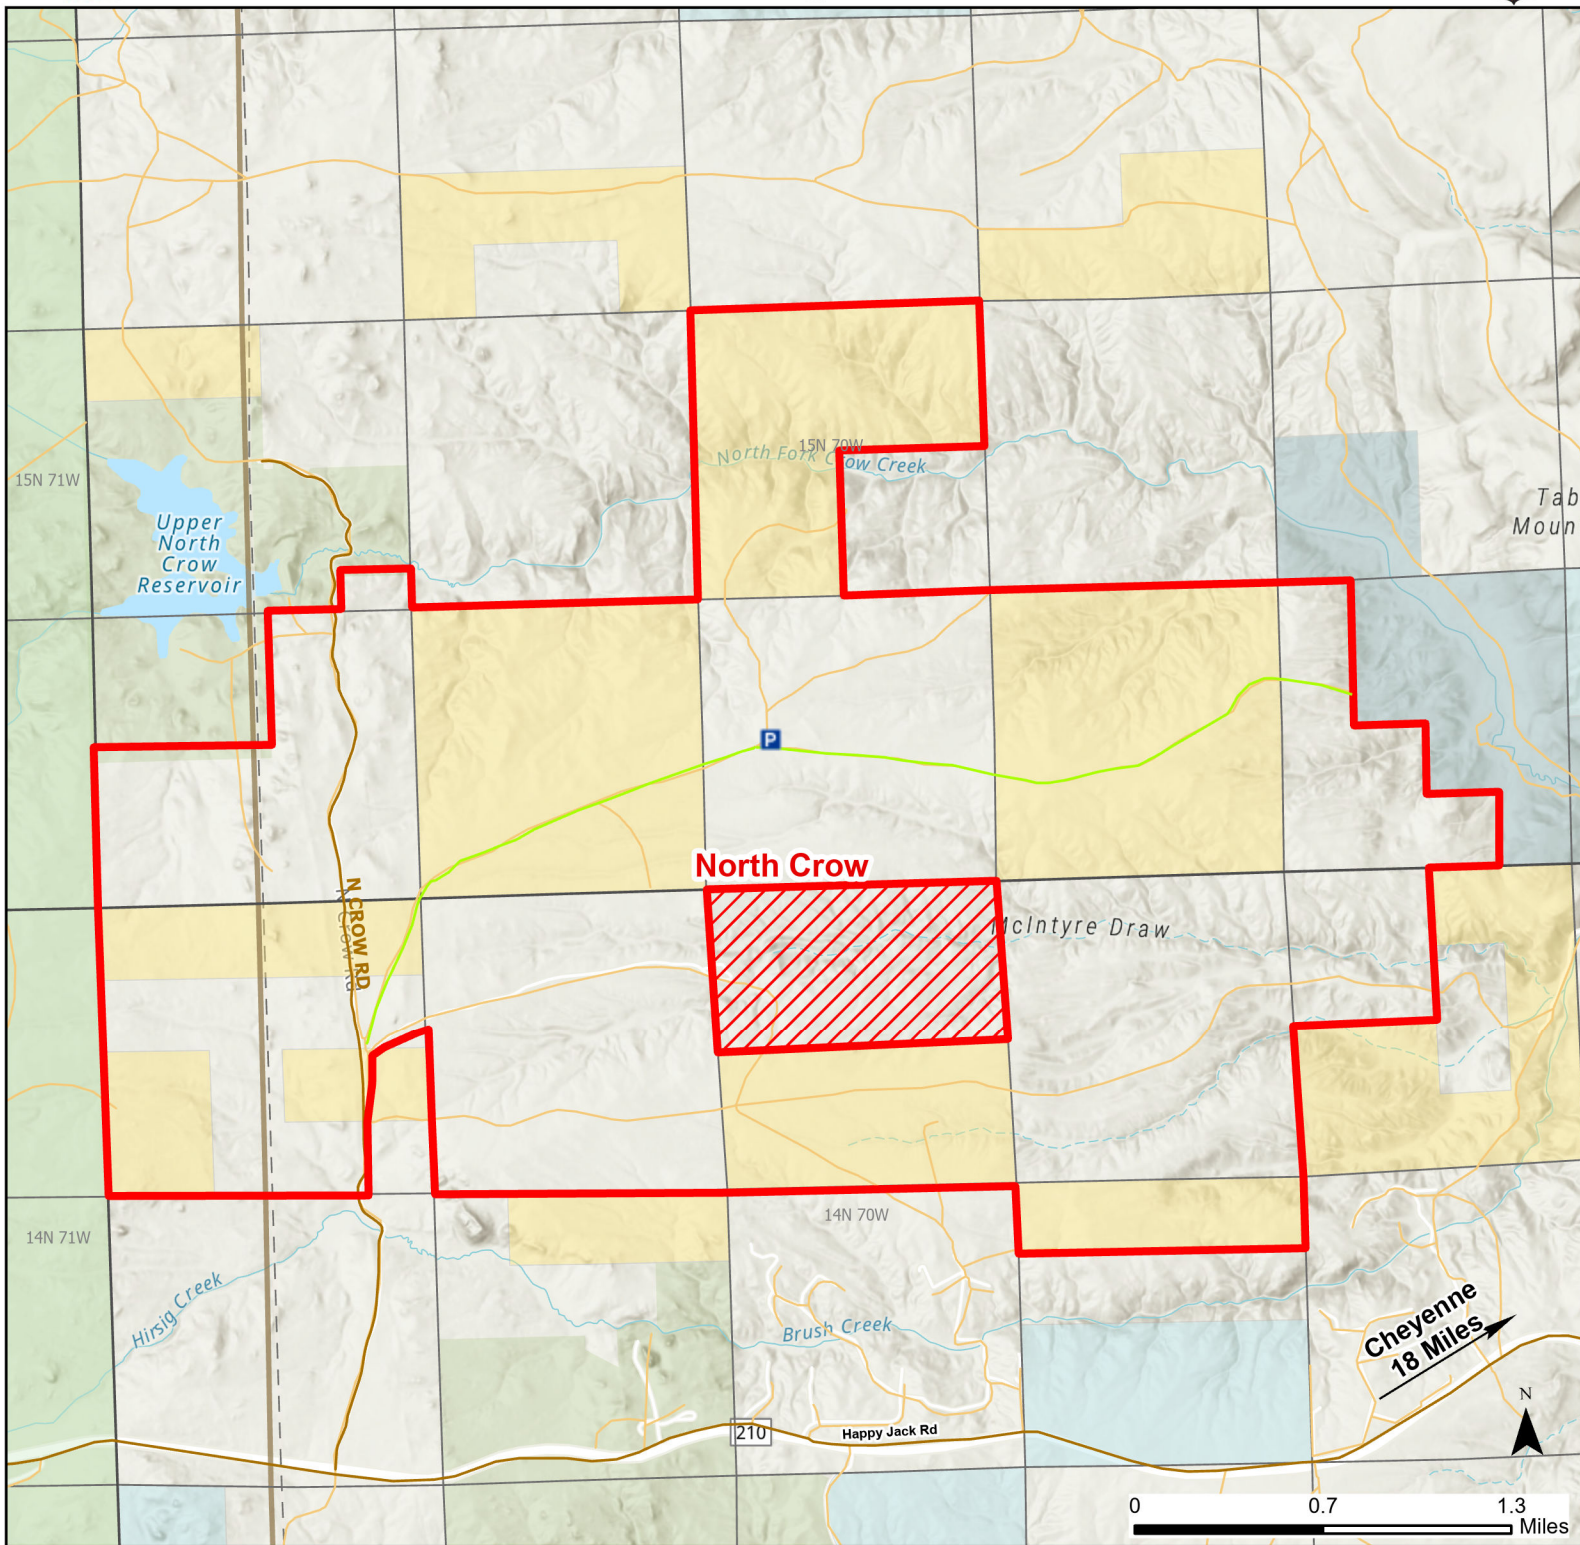 15N 70W
North Fork Crow Creek
15N 71W
Tab
Moun
Upper
North
Crow
Reservoir
P
North Crow
N CROW RD
N Crow Rd
McIntyre Draw
14N 70W
14N 71W
Hirsig Creek
Brush Creek
Cheyenne
18 Miles
N
210
Happy Jack Rd
0 0.7 1.3
Miles